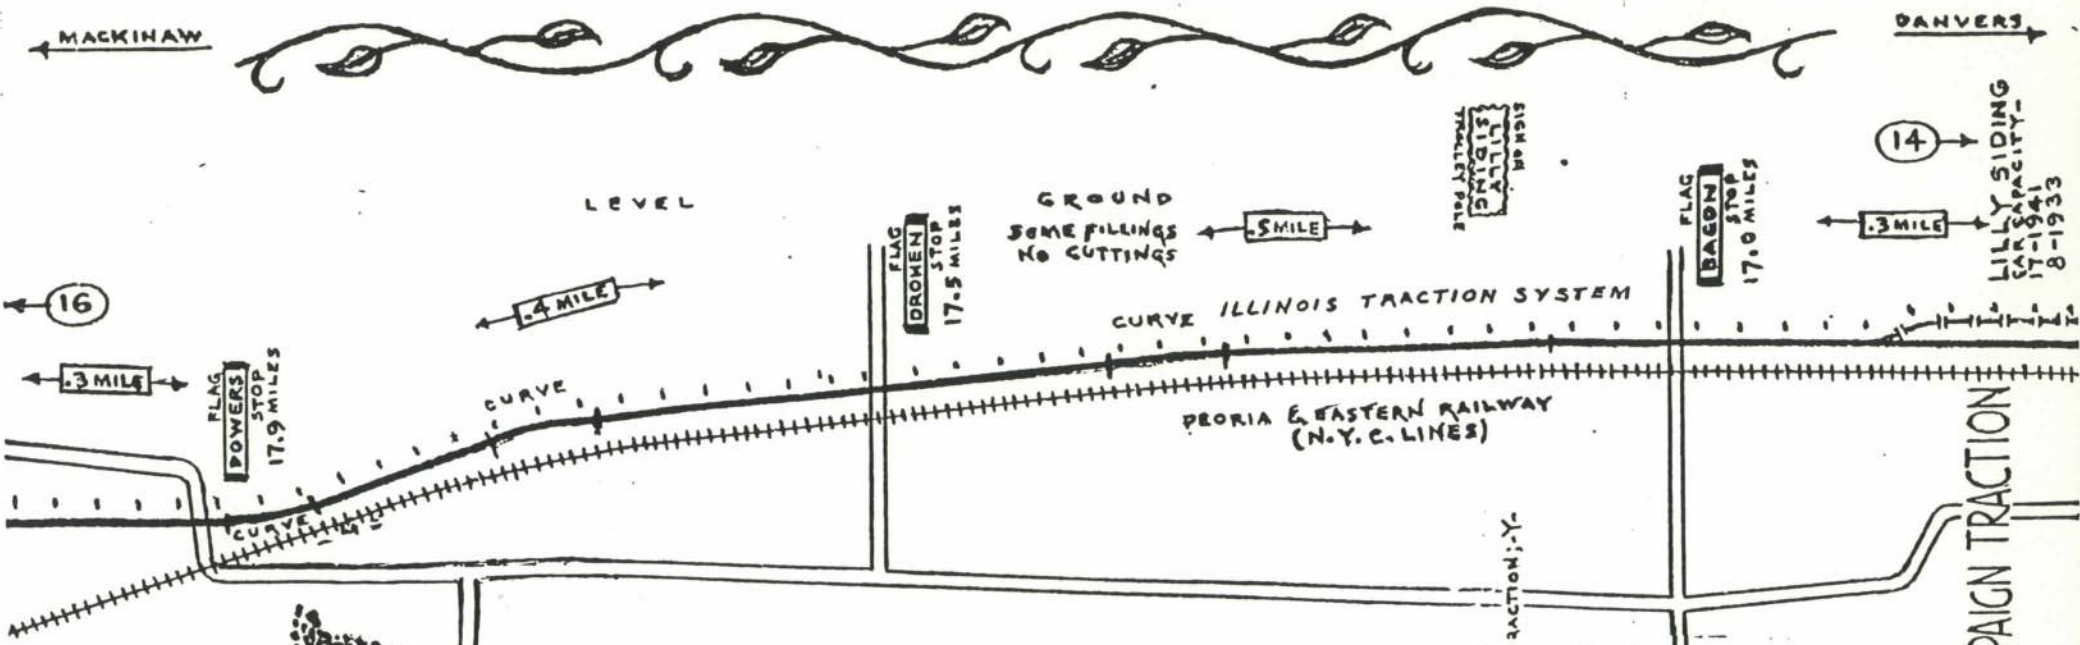 MACKINAW
DANVERS
14
LILLY SIDING
CAR CAPACITY-
17-1941
8-1933
SIGN ON
LILLY
SIDING
TROLLEY POLE
LEVEL
GROUND
SOME FILLINGS
NO CUTTINGS
.5 MILE
FLAG
BACON
STOP
17.0 MILES
.3 MILE
FLAG
DROHEN
STOP
17.5 MILES
16
.4 MILE
CURVE
ILLINOIS TRACTION SYSTEM
.3 MILE
FLAG
POWERS
STOP
17.9 MILES
CURVE
PEORIA & EASTERN RAILWAY
(N.Y.C. LINES)
CURVE
RACTION;-Y-
PAIGN TRACTION